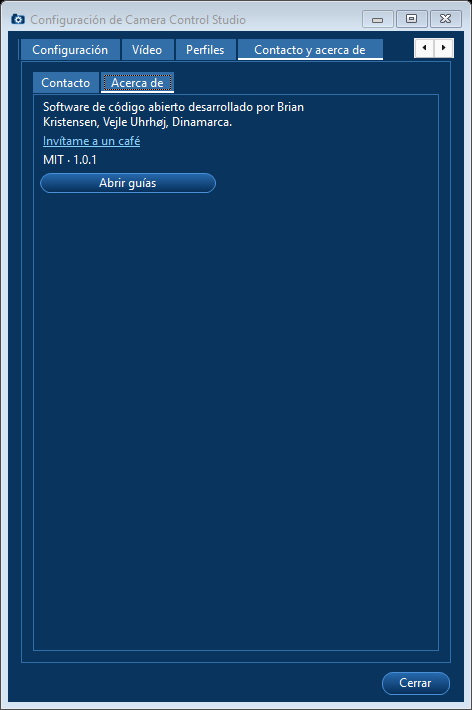 Configuración de Camera Control Studio
Configuración Vídeo Perfiles Contacto y acerca de
Contacto Acerca de
Software de código abierto desarrollado por Brian
Kristensen, Vejle Uhrhøj, Dinamarca.
Invítame a un café
MIT · 1.0.1
Abrir guías
Cerrar